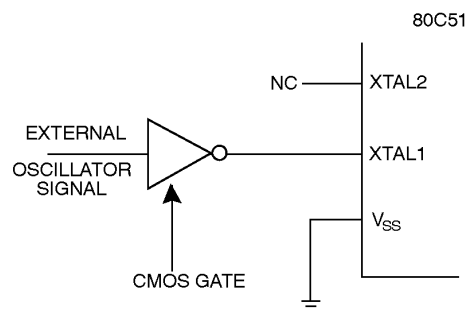 80C51
NC
XTAL2
EXTERNAL
OSCILLATOR
SIGNAL
XTAL1
VSS
CMOS GATE